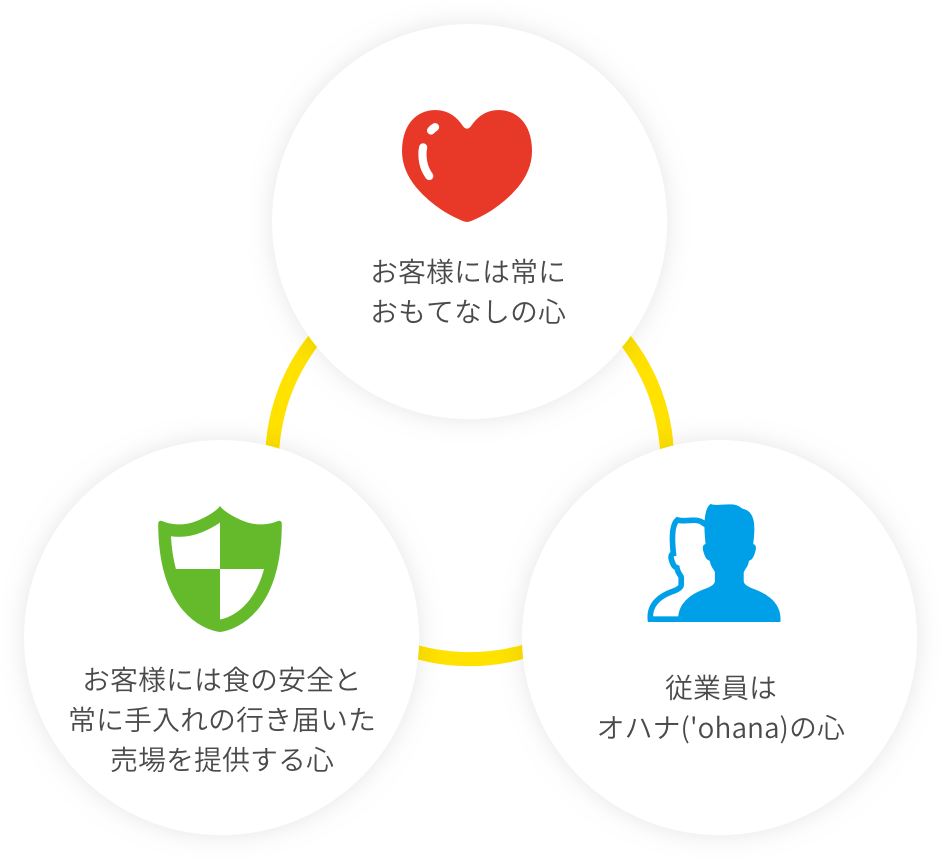 お客様には常に
おもてなしの心
お客様には食の安全と
常に手入れの行き届いた
売場を提供する心
従業員は
オハナ('ohana)の心